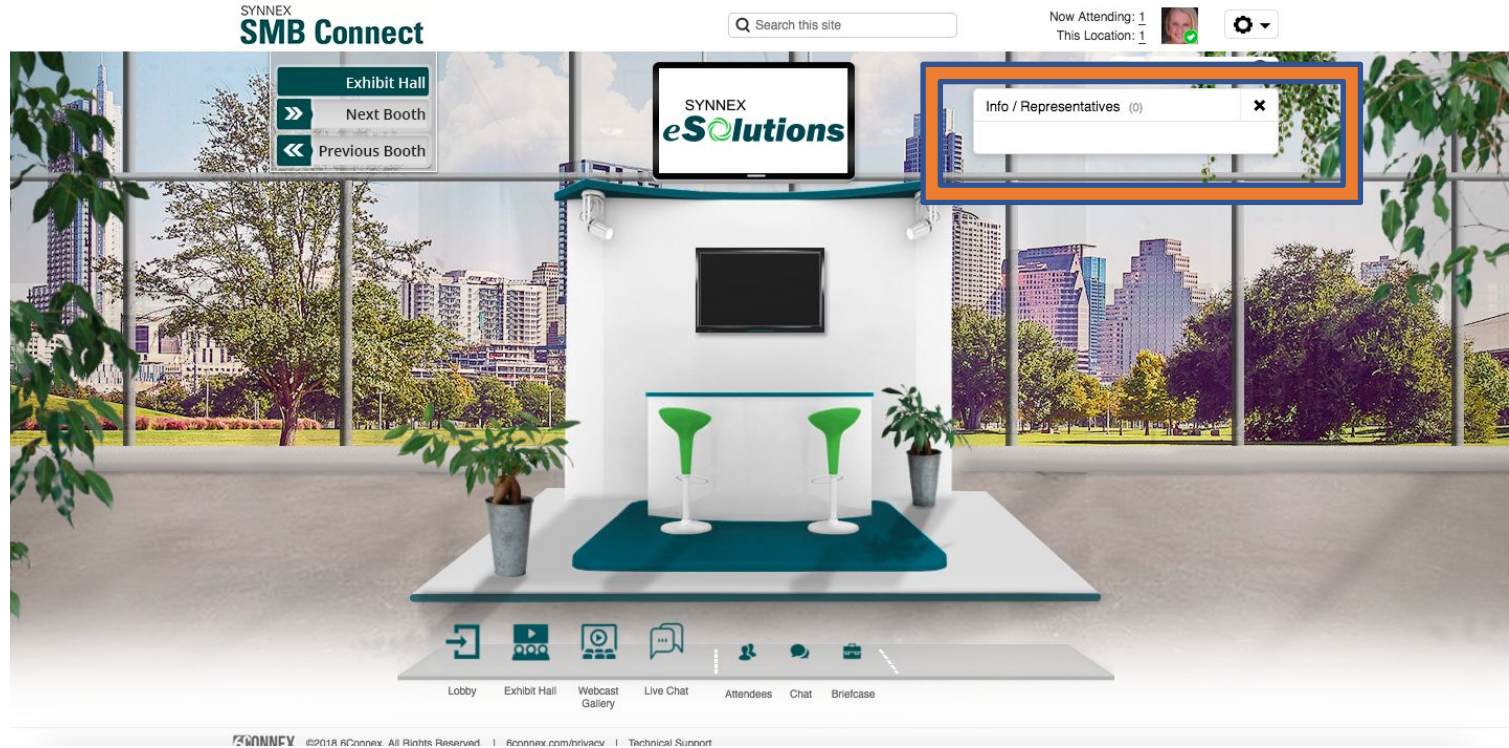 SYNNEX
SMB Connect
Search this site
Now Attending: 1
This Location: 1
Exhibit Hall
Next Booth
Previous Booth
SYNNEX
eSolutions
Info / Representatives (0)
Lobby
Exhibit Hall
Webcast
Gallery
Live Chat
Attendees
Chat
Briefcase
6CONNEX ©2018 6Connex. All Rights Reserved. | 6connex.com/privacy | Technical Support